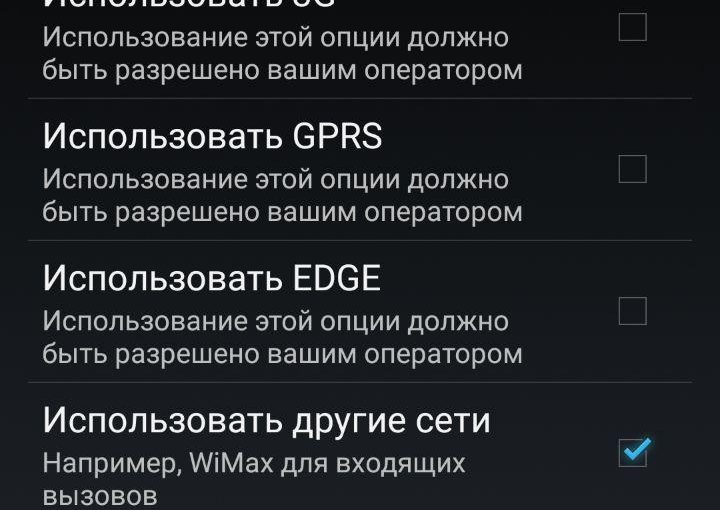 Использовать 3G
Использование этой опции должно
быть разрешено вашим оператором
Использовать GPRS
Использование этой опции должно
быть разрешено вашим оператором
Использовать EDGE
Использование этой опции должно
быть разрешено вашим оператором
Использовать другие сети
Например, WiMax для входящих
вызовов